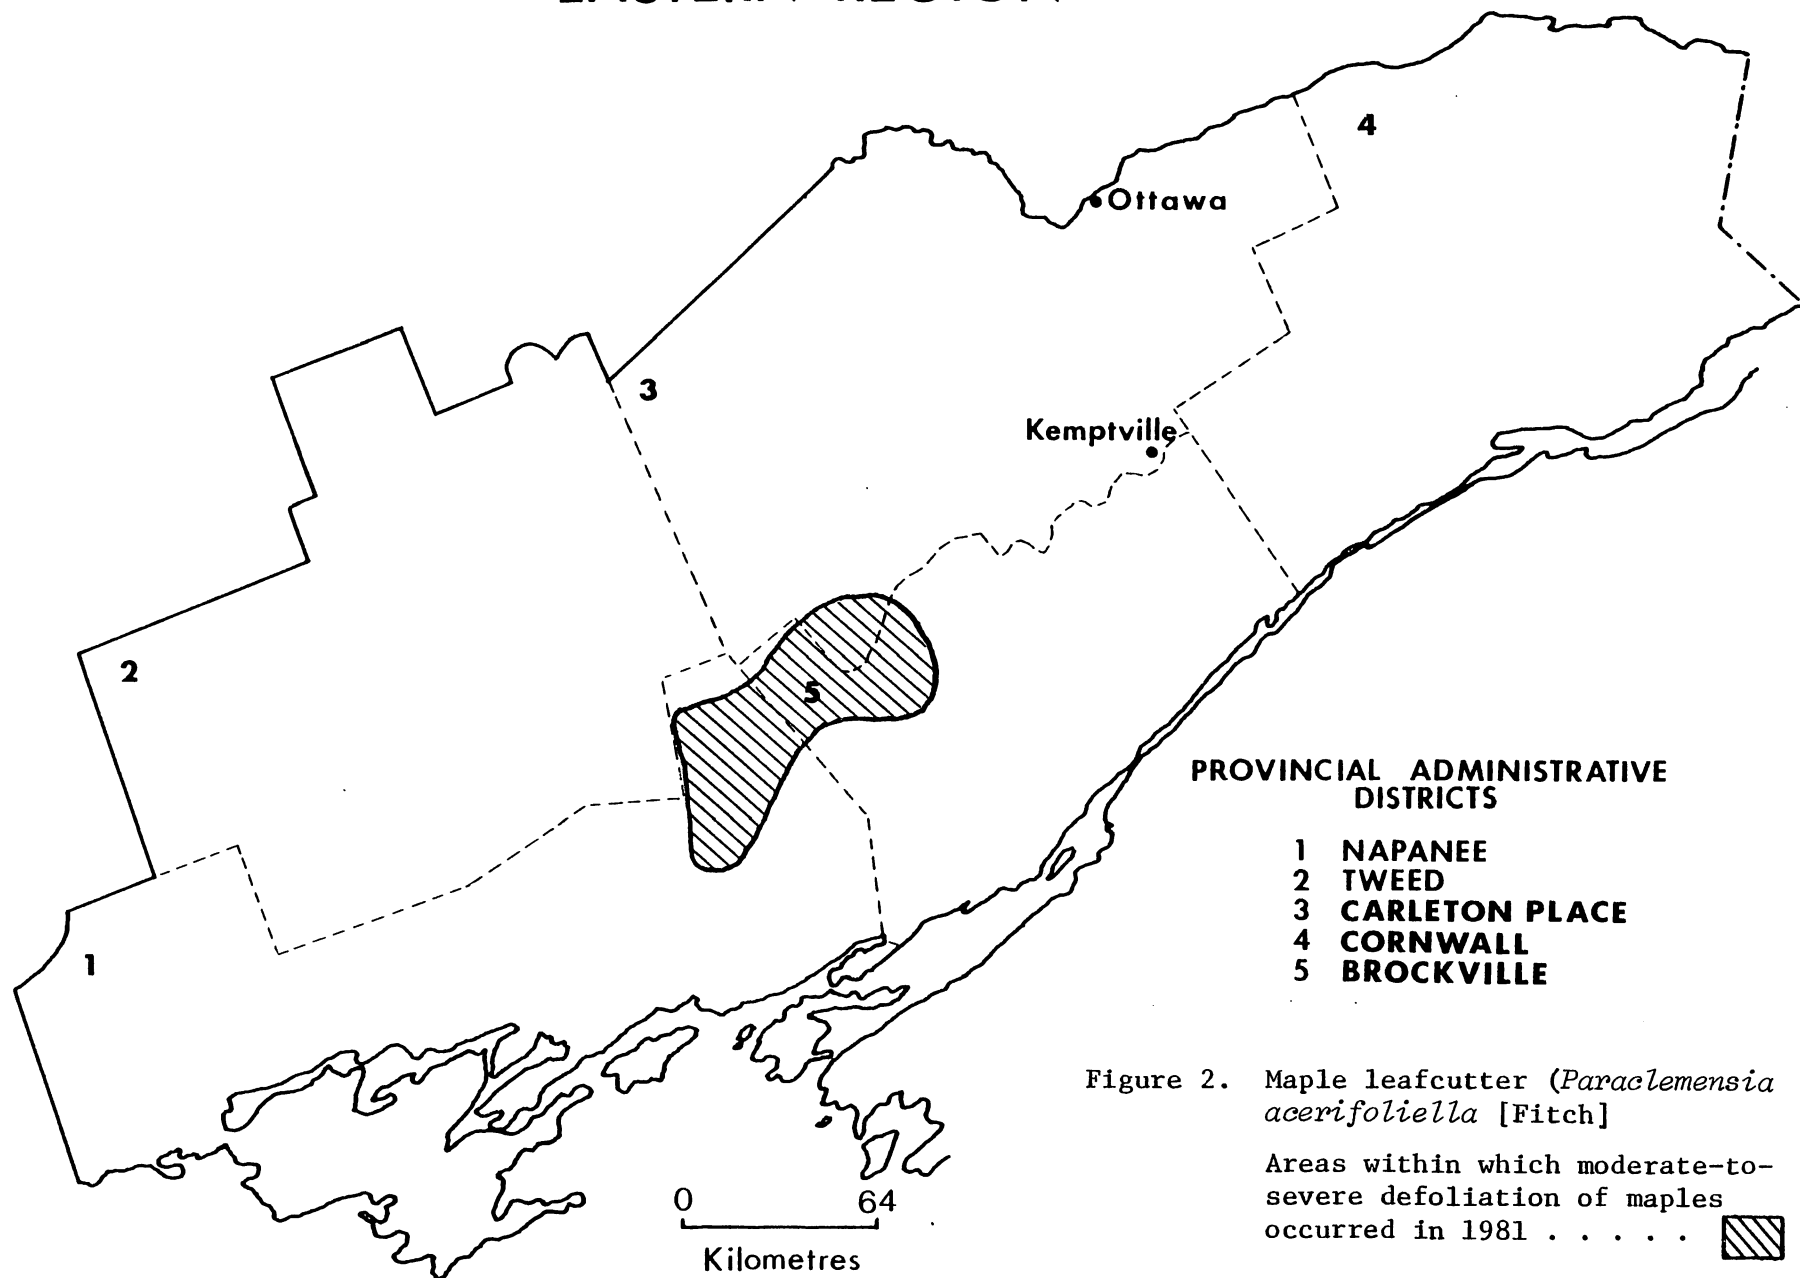 EASTERN REGION
4
Ottawa
3
Kemptville
2
5
1
PROVINCIAL ADMINISTRATIVE
DISTRICTS
1 NAPANEE
2 TWEED
3 CARLETON PLACE
4 CORNWALL
5 BROCKVILLE
Figure 2. Maple leafcutter (Paraclemensia
acerifoliella [Fitch]
Areas within which moderate-to-
severe defoliation of maples
occurred in 1981 . . . . .
0 64
Kilometres